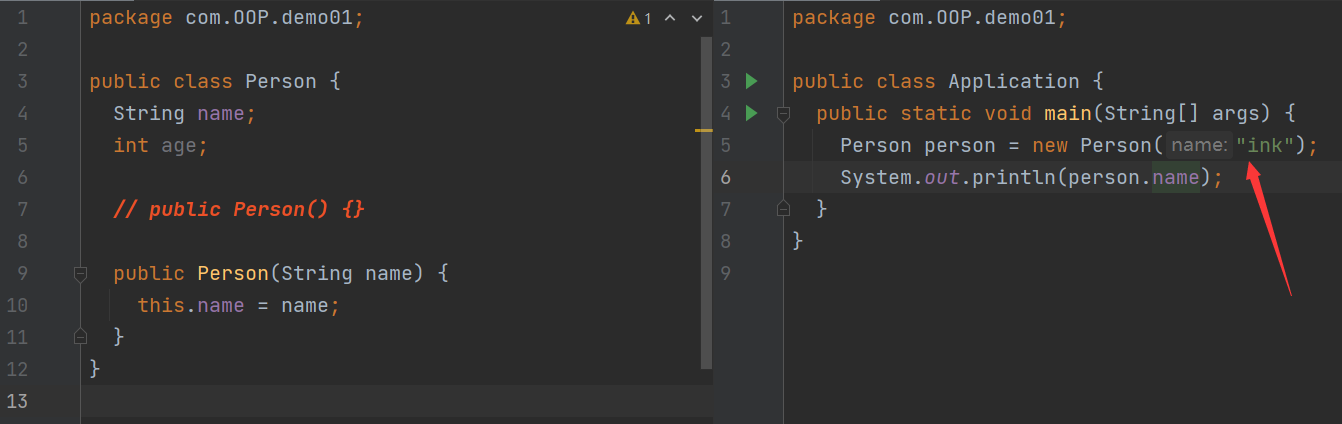 1 package com.OOP.demo01;
2
3 public class Person {
4 String name;
5 int age;
6
7 // public Person() {}
8
9 public Person(String name) {
10 this.name = name;
11 }
12 }
13
1
1 package com.OOP.demo01;
2
3 public class Application {
4 public static void main(String[] args) {
5 Person person = new Person( name: "ink");
6 System.out.println(person.name);
7 }
8 }
9